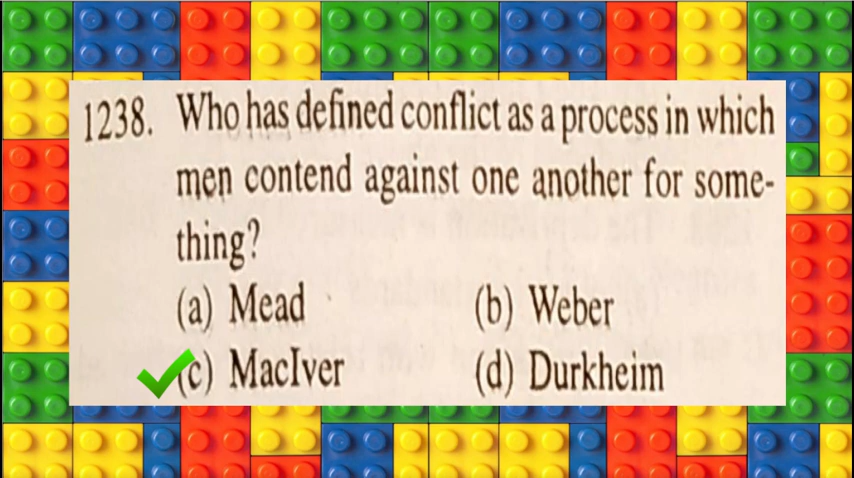 1238. Who has defined conflict as a process in which
men contend against one another for some-
thing?
(a) Mead (b) Weber
(c) MacIver (d) Durkheim